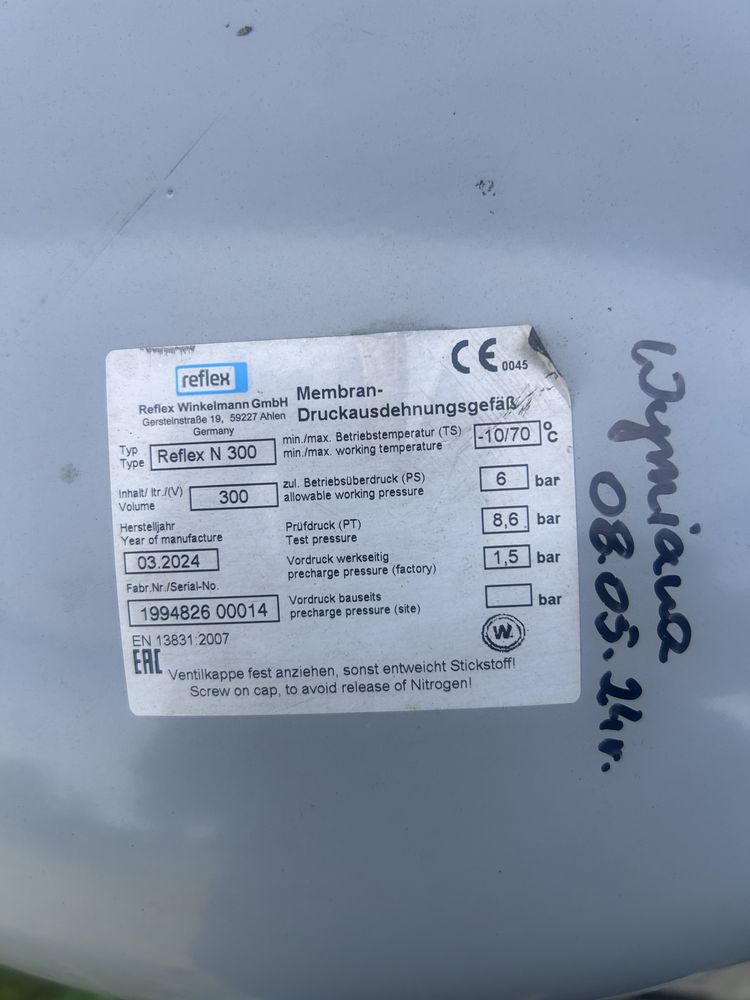 reflex
CE 0045
Reflex Winkelmann GmbH
Gersteinstraße 19, 59227 Ahlen
Germany
Membran-
Druckausdehnungsgefäß
Typ
Type
Reflex N 300
min./max. Betriebstemperatur (TS)
min./max. working temperature
-10/70 °C
Inhalt/ ltr./(V)
Volume
300
zul. Betriebsüberdruck (PS)
allowable working pressure
6 bar
Herstelljahr
Year of manufacture
03.2024
Prüfdruck (PT)
Test pressure
8,6 bar
Vordruck werkseitig
precharge pressure (factory)
1,5 bar
Fabr.Nr./Serial-No.
1994826 00014
Vordruck bauseits
precharge pressure (site)
bar
W.
EN 13831:2007
EAC
Ventilkappe fest anziehen, sonst entweicht Stickstoff!
Screw on cap, to avoid release of Nitrogen!
Wymiana
08.05.24r.